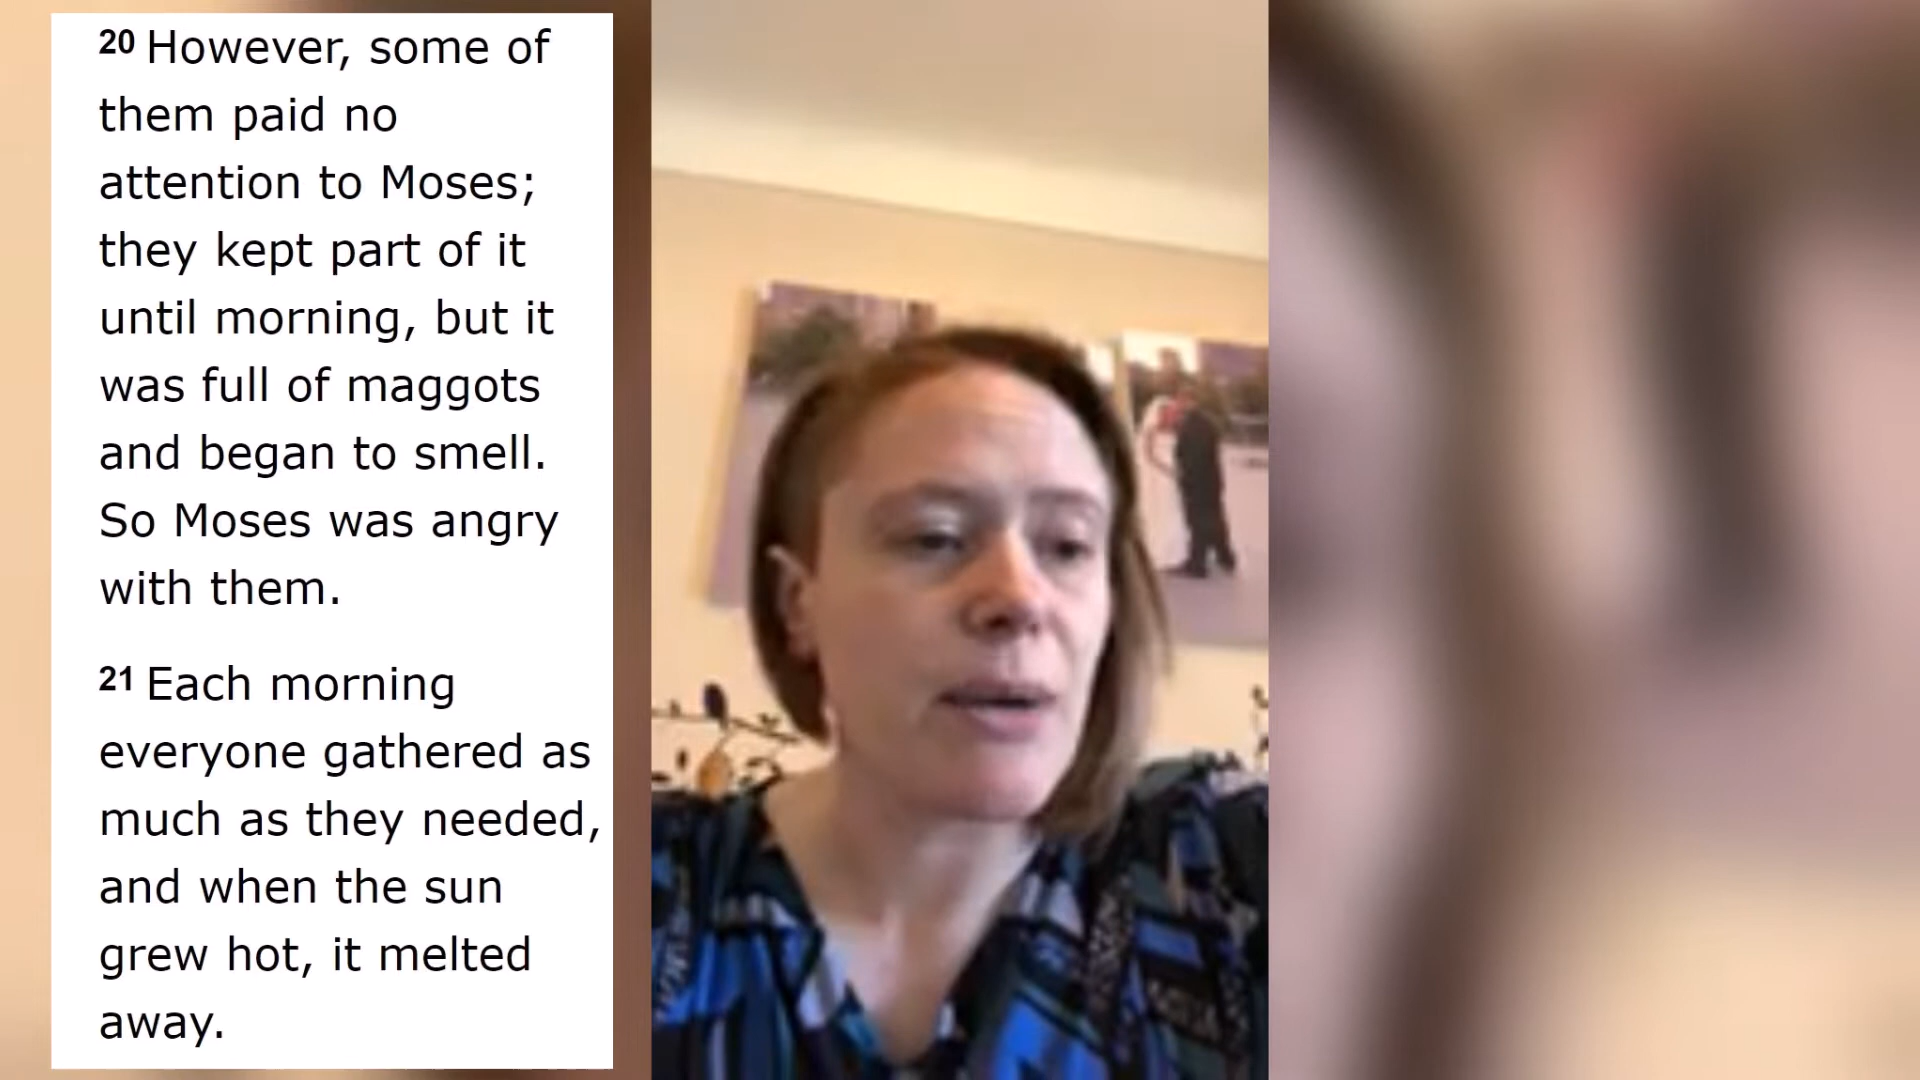 20 However, some of
them paid no
attention to Moses;
they kept part of it
until morning, but it
was full of maggots
and began to smell.
So Moses was angry
with them.
21 Each morning
everyone gathered as
much as they needed,
and when the sun
grew hot, it melted
away.